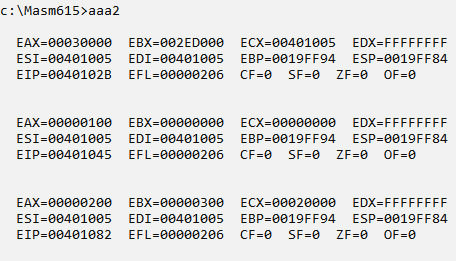 c:\Masm615>aaa2
EAX=00030000 EBX=002ED000 ECX=00401005 EDX=FFFFFFFF
ESI=00401005 EDI=00401005 EBP=0019FF94 ESP=0019FF84
EIP=0040102B EFL=00000206 CF=0 SF=0 ZF=0 OF=0
EAX=00000100 EBX=00000000 ECX=00000000 EDX=FFFFFFFF
ESI=00401005 EDI=00401005 EBP=0019FF94 ESP=0019FF84
EIP=00401045 EFL=00000206 CF=0 SF=0 ZF=0 OF=0
EAX=00000200 EBX=00000300 ECX=00020000 EDX=FFFFFFFF
ESI=00401005 EDI=00401005 EBP=0019FF94 ESP=0019FF84
EIP=00401082 EFL=00000206 CF=0 SF=0 ZF=0 OF=0